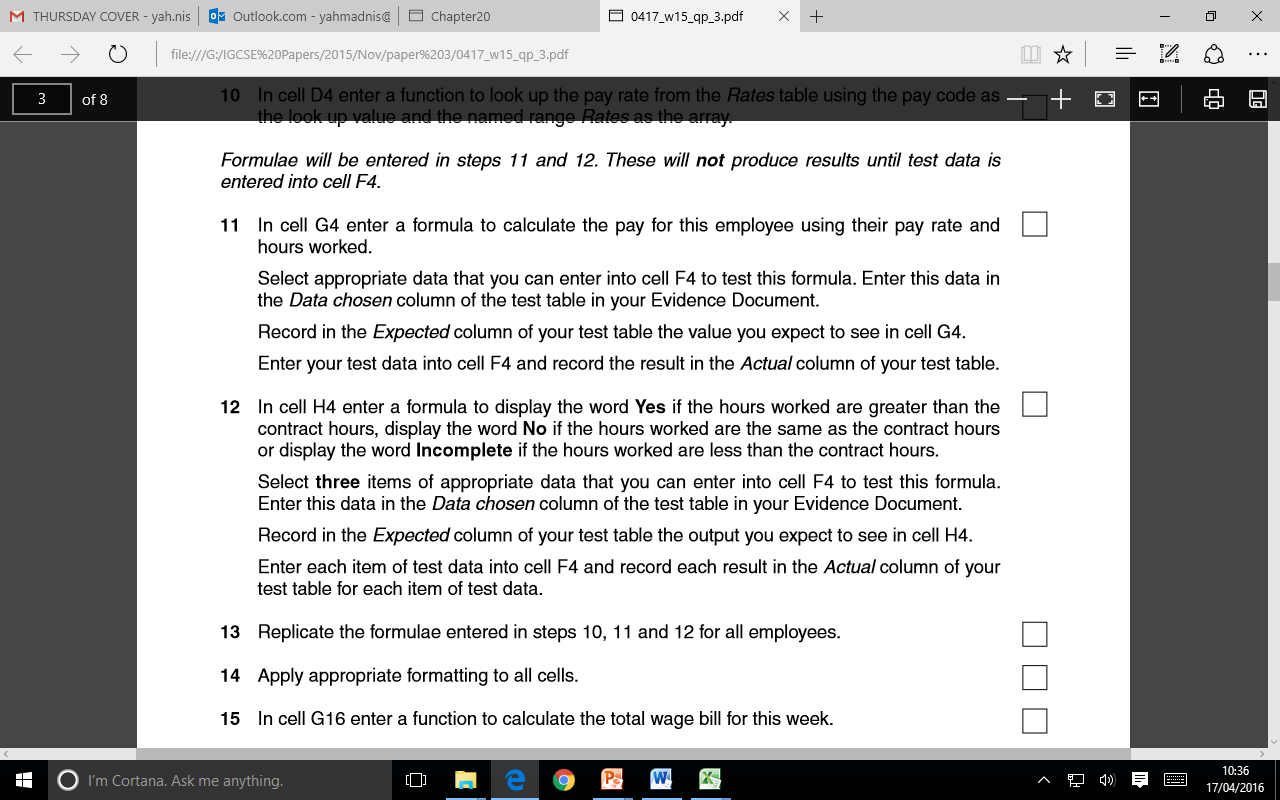 THURSDAY COVER - yah.nis
Outlook.com - yahmadnis@
Chapter20
0417_w15_qp_3.pdf
file:///G:/IGCSE%20Papers/2015/Nov/paper%203/0417_w15_qp_3.pdf
3 of 8
10 In cell D4 enter a function to look up the pay rate from the Rates table using the pay code as
the look up value and the named range Rates as the array.
Formulae will be entered in steps 11 and 12. These will not produce results until test data is
entered into cell F4.
11 In cell G4 enter a formula to calculate the pay for this employee using their pay rate and
hours worked.
Select appropriate data that you can enter into cell F4 to test this formula. Enter this data in
the Data chosen column of the test table in your Evidence Document.
Record in the Expected column of your test table the value you expect to see in cell G4.
Enter your test data into cell F4 and record the result in the Actual column of your test table.
12 In cell H4 enter a formula to display the word Yes if the hours worked are greater than the
contract hours, display the word No if the hours worked are the same as the contract hours
or display the word Incomplete if the hours worked are less than the contract hours.
Select three items of appropriate data that you can enter into cell F4 to test this formula.
Enter this data in the Data chosen column of the test table in your Evidence Document.
Record in the Expected column of your test table the output you expect to see in cell H4.
Enter each item of test data into cell F4 and record each result in the Actual column of your
test table for each item of test data.
13 Replicate the formulae entered in steps 10, 11 and 12 for all employees.
14 Apply appropriate formatting to all cells.
15 In cell G16 enter a function to calculate the total wage bill for this week.
I'm Cortana. Ask me anything.
10:36
17/04/2016